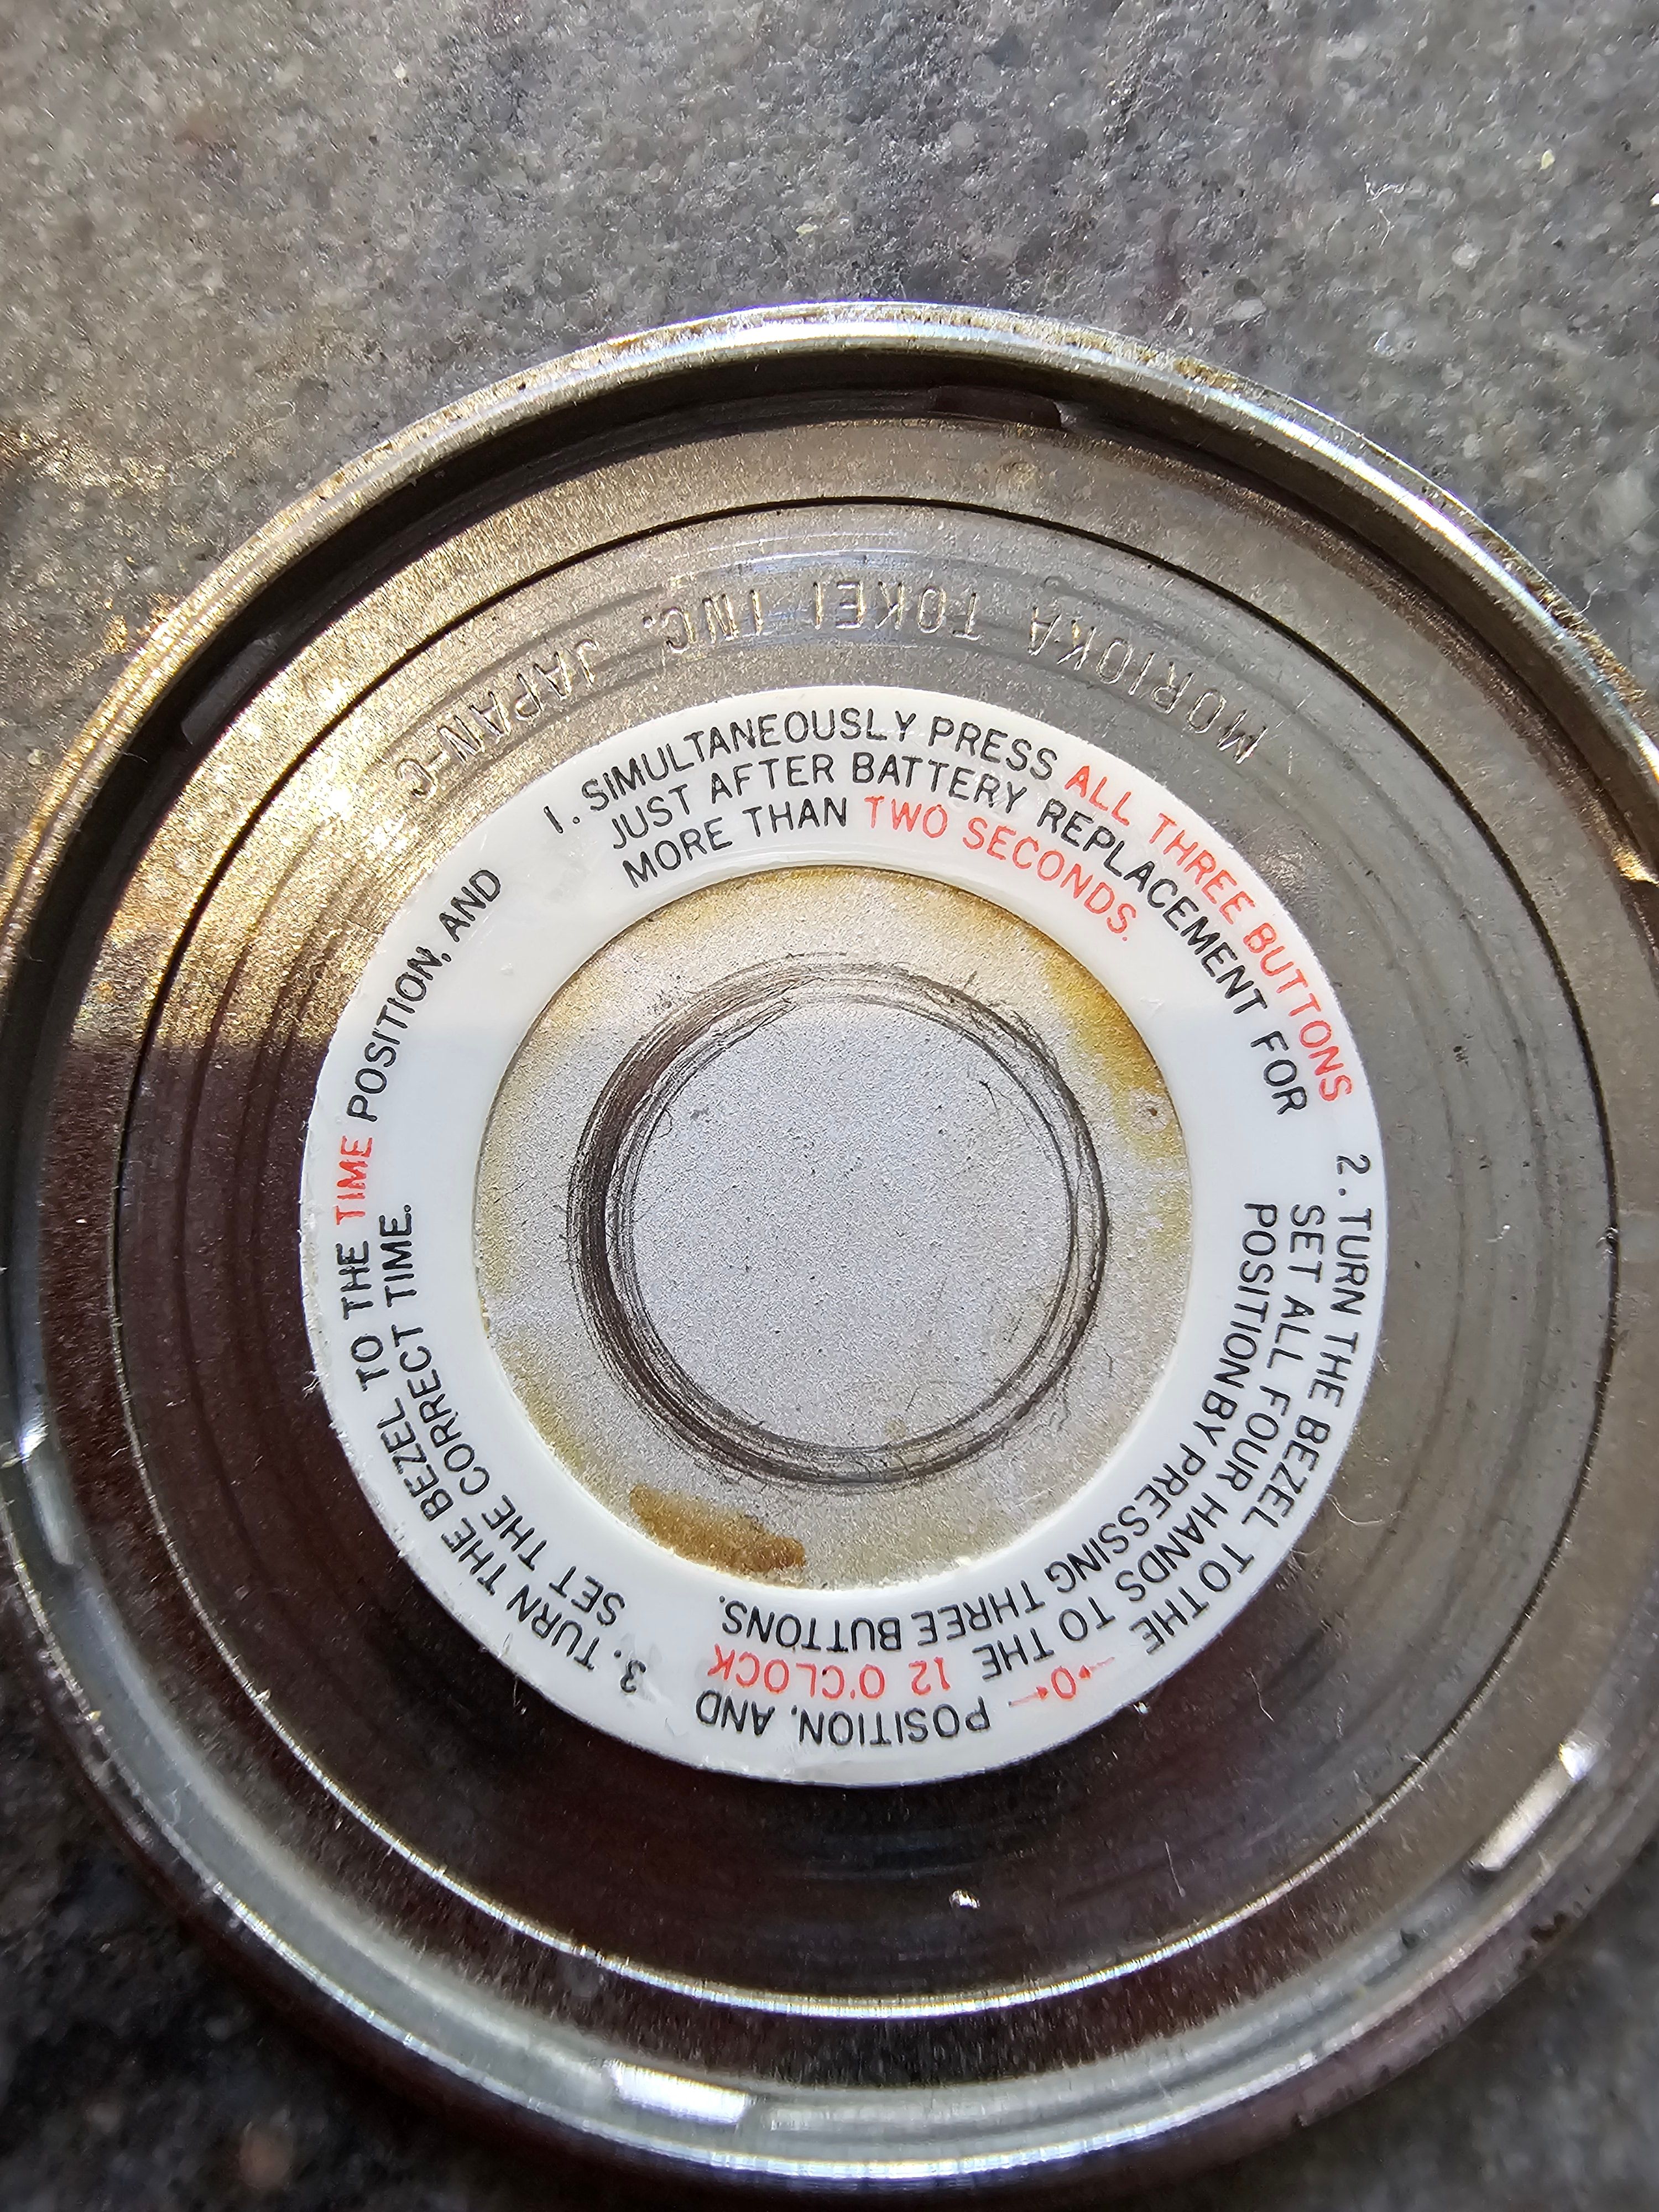 MORIOKA TOKEI INC. JAPAN-C
1. SIMULTANEOUSLY PRESS ALL THREE BUTTONS
JUST AFTER BATTERY REPLACEMENT FOR
MORE THAN TWO SECONDS.
2. TURN THE BEZEL TO THE →0← POSITION, AND
SET ALL FOUR HANDS TO THE 12 O'CLOCK
POSITION BY PRESSING THREE BUTTONS.
3. TURN THE BEZEL TO THE TIME POSITION, AND
SET THE CORRECT TIME.